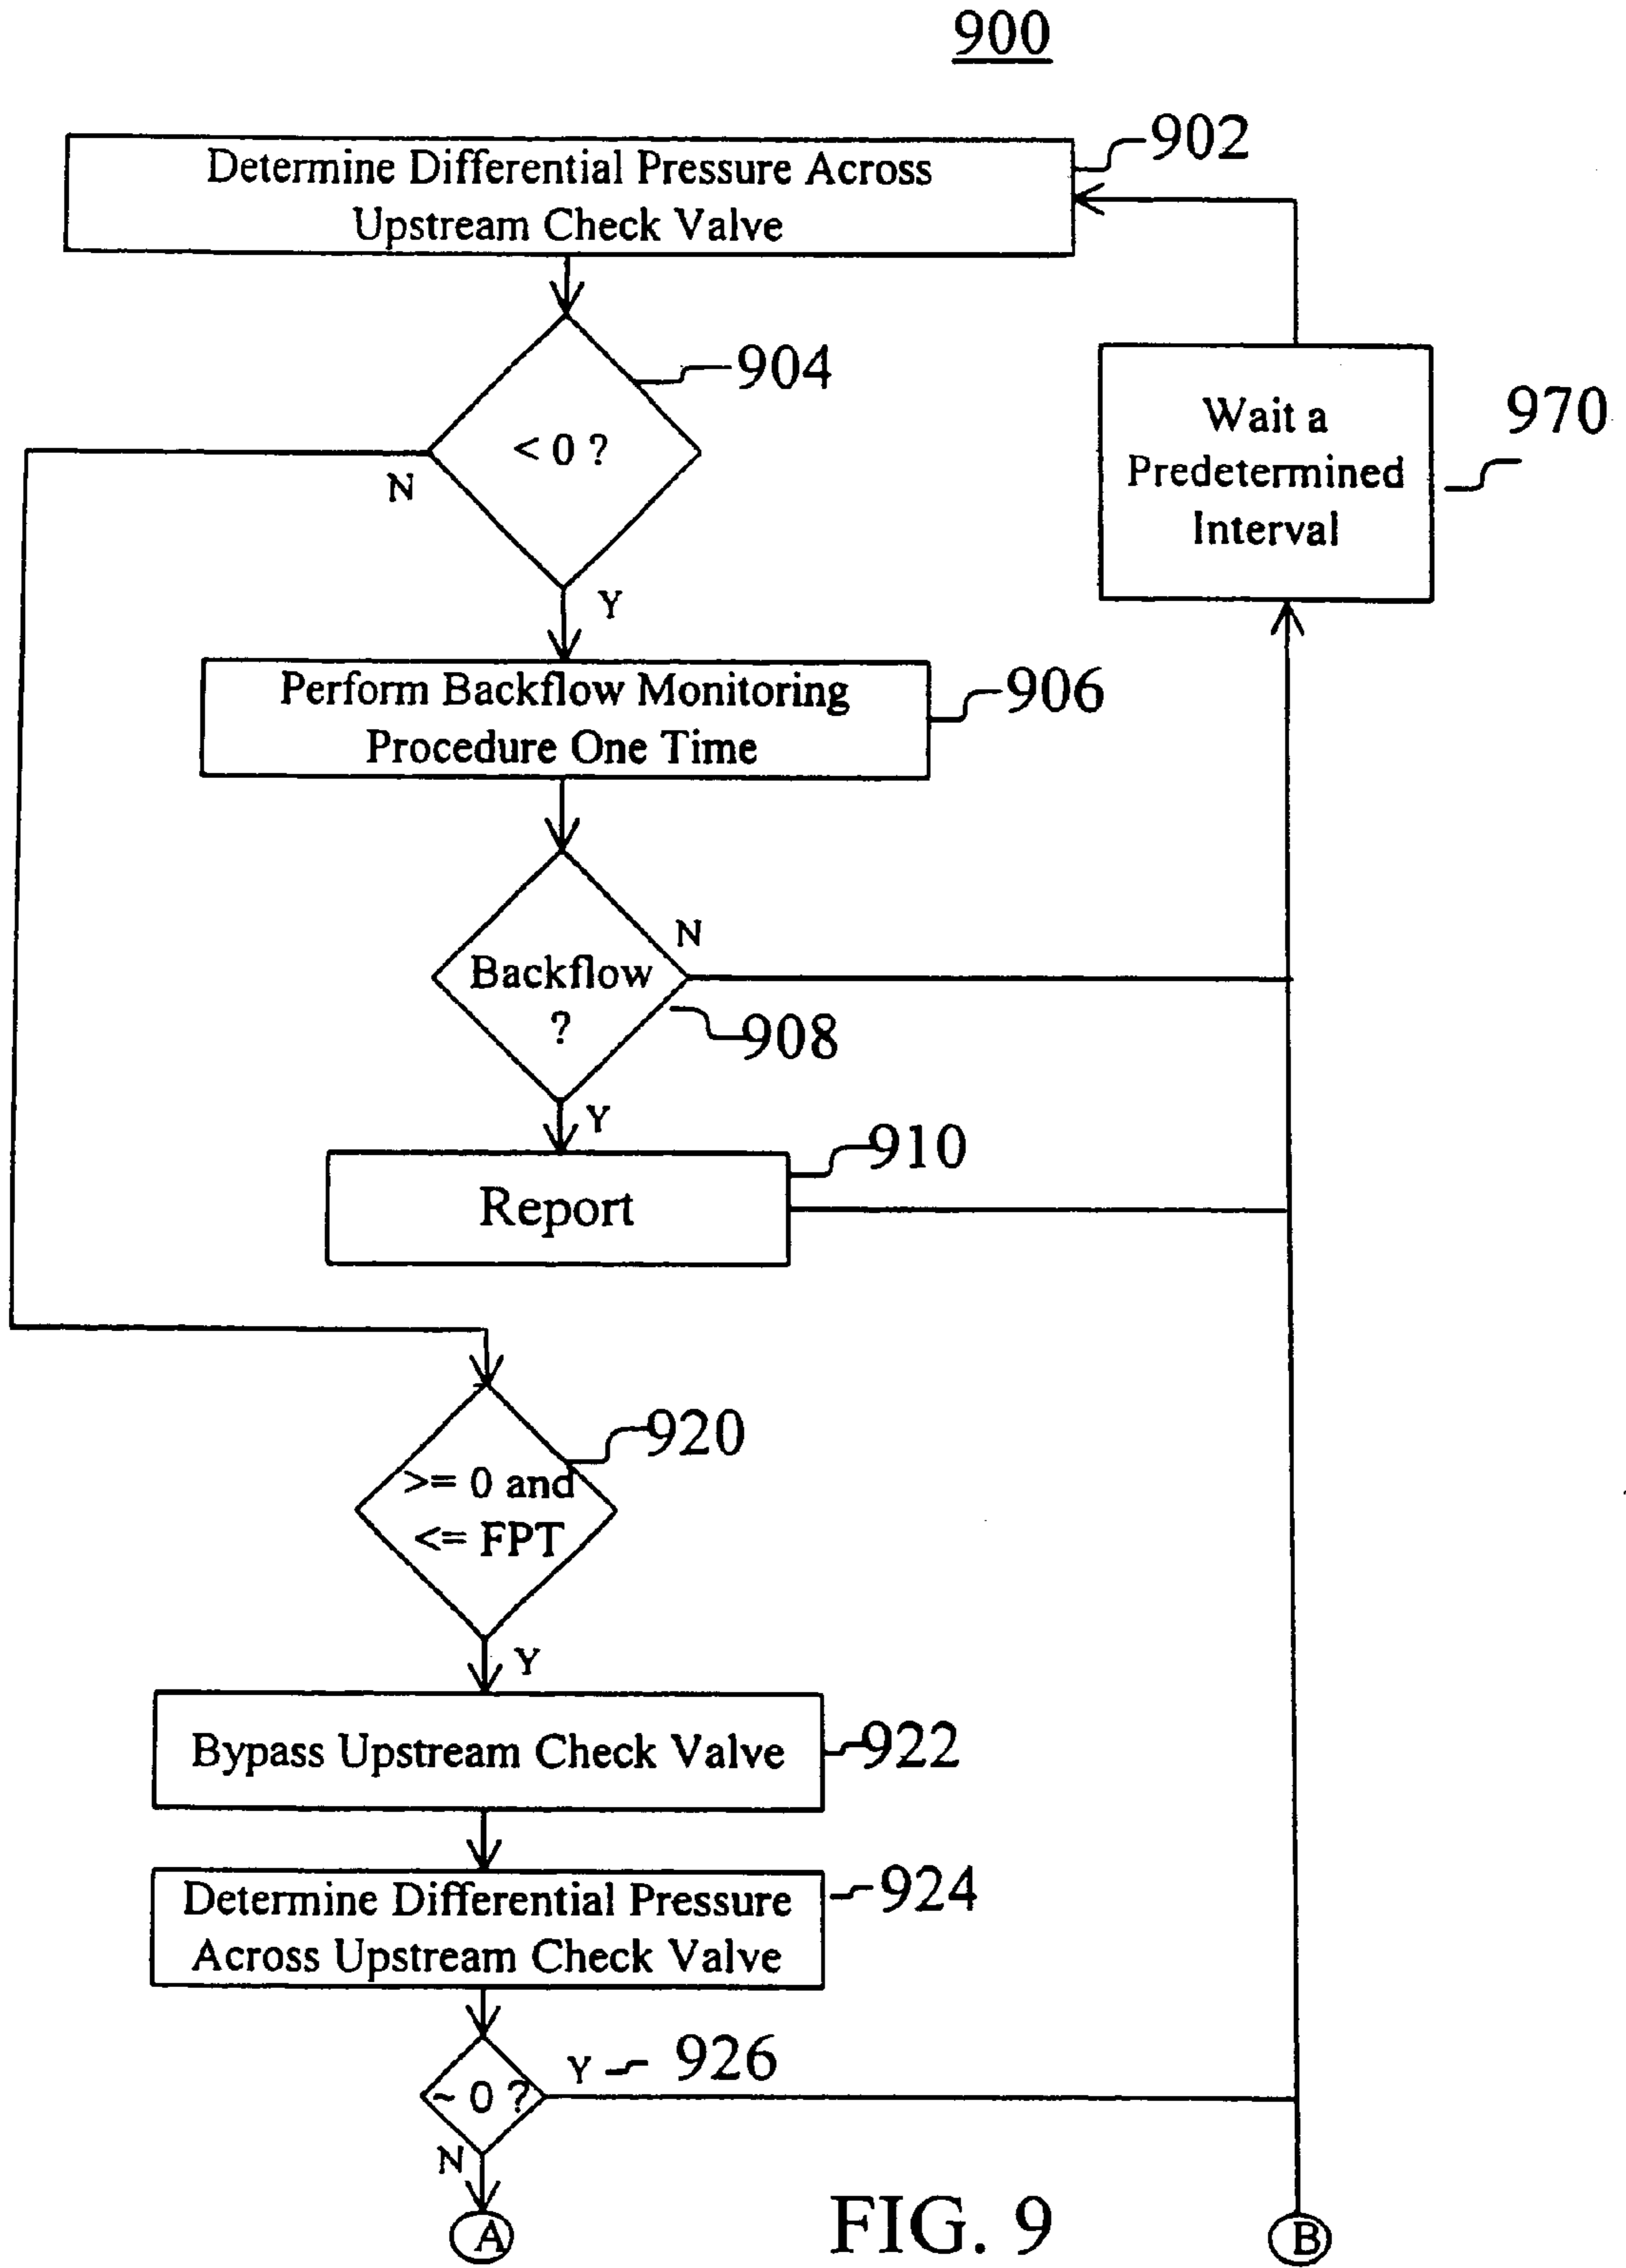 900
902
Determine Differential Pressure Across
Upstream Check Valve
904
< 0 ?
N
Y
Wait a
Predetermined
Interval
970
Perform Backflow Monitoring
Procedure One Time
906
Backflow
?
N
908
Y
Report
910
920
>= 0 and
<= FPT
Y
Bypass Upstream Check Valve
922
Determine Differential Pressure
Across Upstream Check Valve
924
~ 0 ?
Y
926
N
A
FIG. 9
B